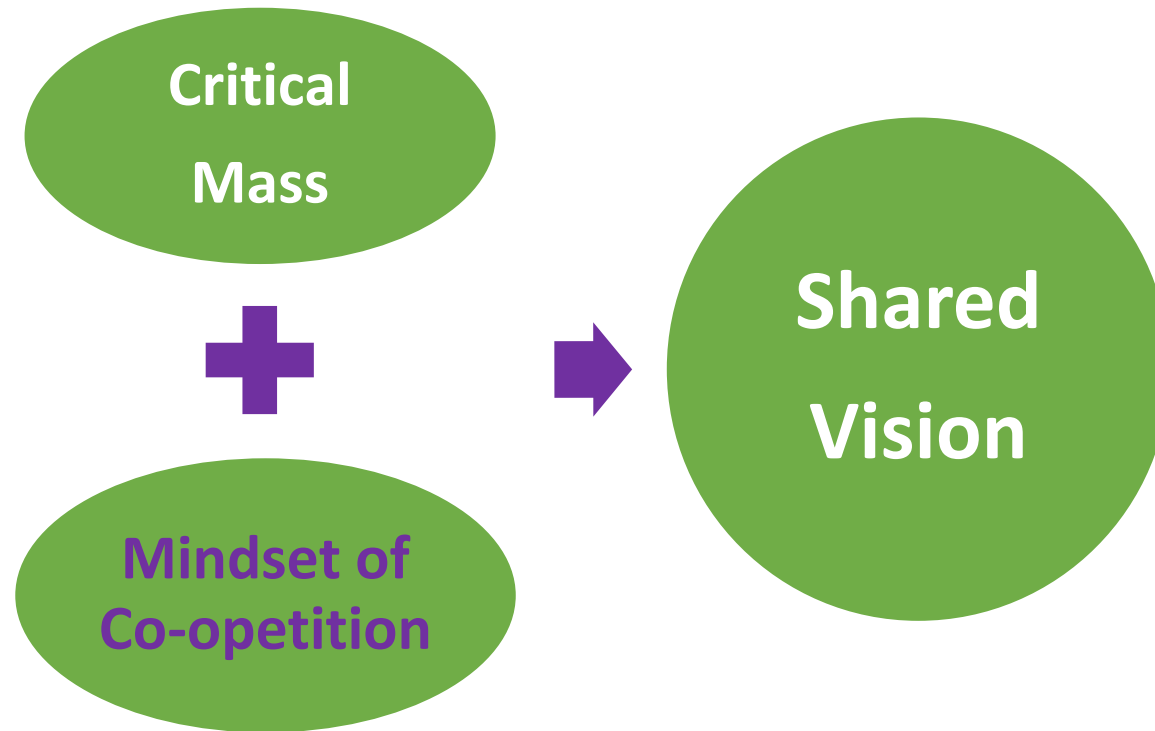 Critical
Mass
Mindset of
Co-opetition
Shared
Vision